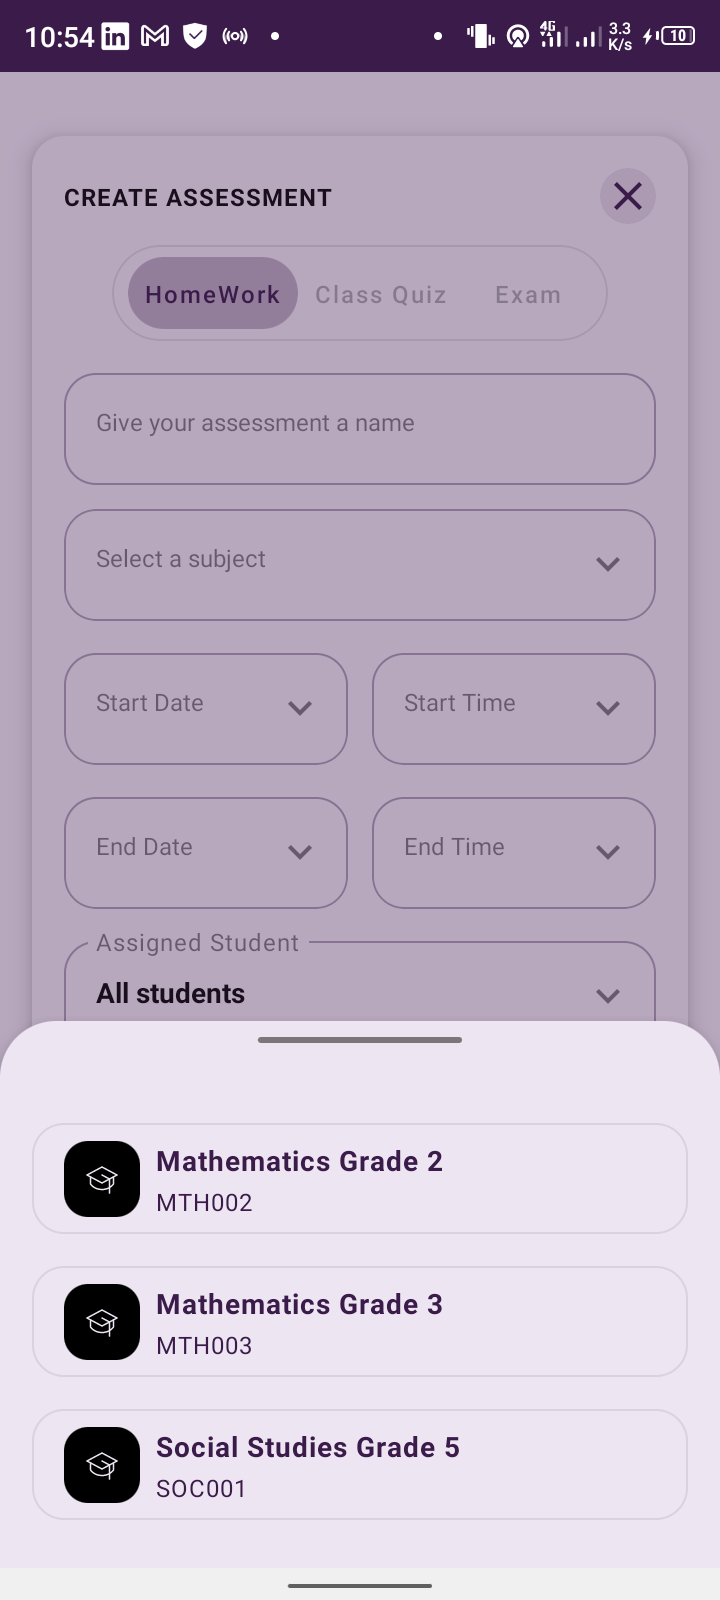 10:54
4G
3.3
K/s
10
CREATE ASSESSMENT
HomeWork Class Quiz Exam
Give your assessment a name
Select a subject
Start Date Start Time
End Date End Time
Assigned Student
All students
Mathematics Grade 2
MTH002
Mathematics Grade 3
MTH003
Social Studies Grade 5
SOC001